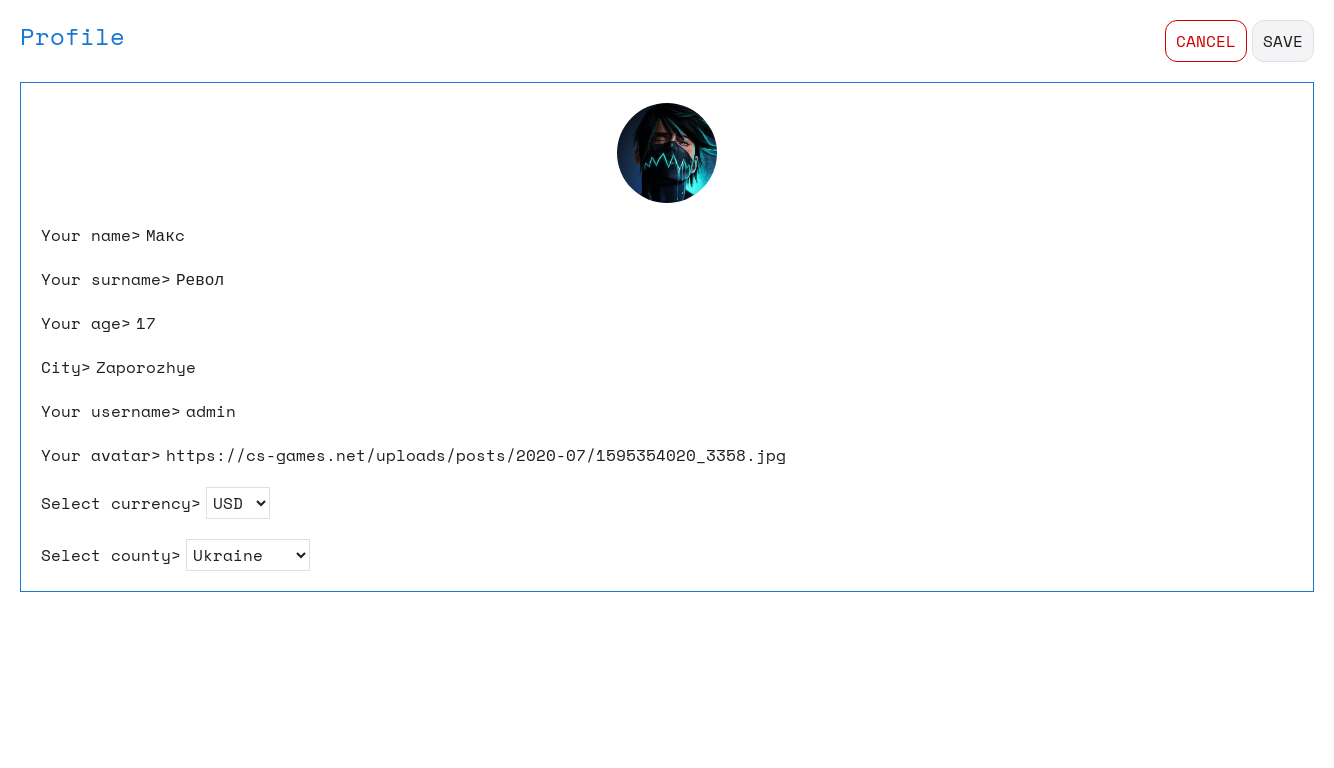 Profile
CANCEL SAVE
Your name> Макс
Your surname> Револ
Your age> 17
City> Zaporozhye
Your username> admin
Your avatar> https://cs-games.net/uploads/posts/2020-07/1595354020_3358.jpg
Select currency> USD
Select county> Ukraine